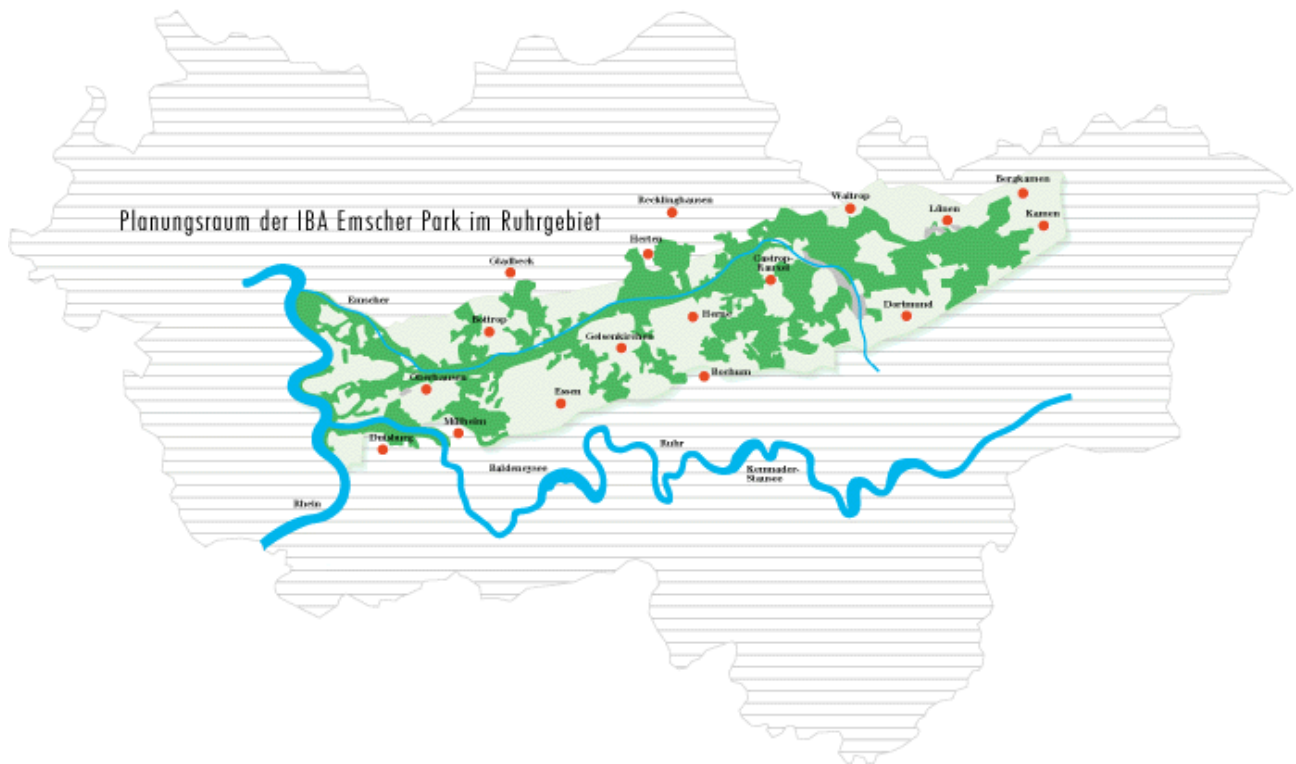 Bergkamen
Waltrop
Recklinghausen
Lünen
Kamen
Planungsraum der IBA Emscher Park im Ruhrgebiet
Herten
Gladbeck
Castrop-
Rauxel
Emscher
Dortmund
Bottrop
Herne
Gelsenkirchen
Bochum
Oberhausen
Essen
Mülheim
Duisburg
Ruhr
Baldeneysee
Kemnader-
Stausee
Rhein